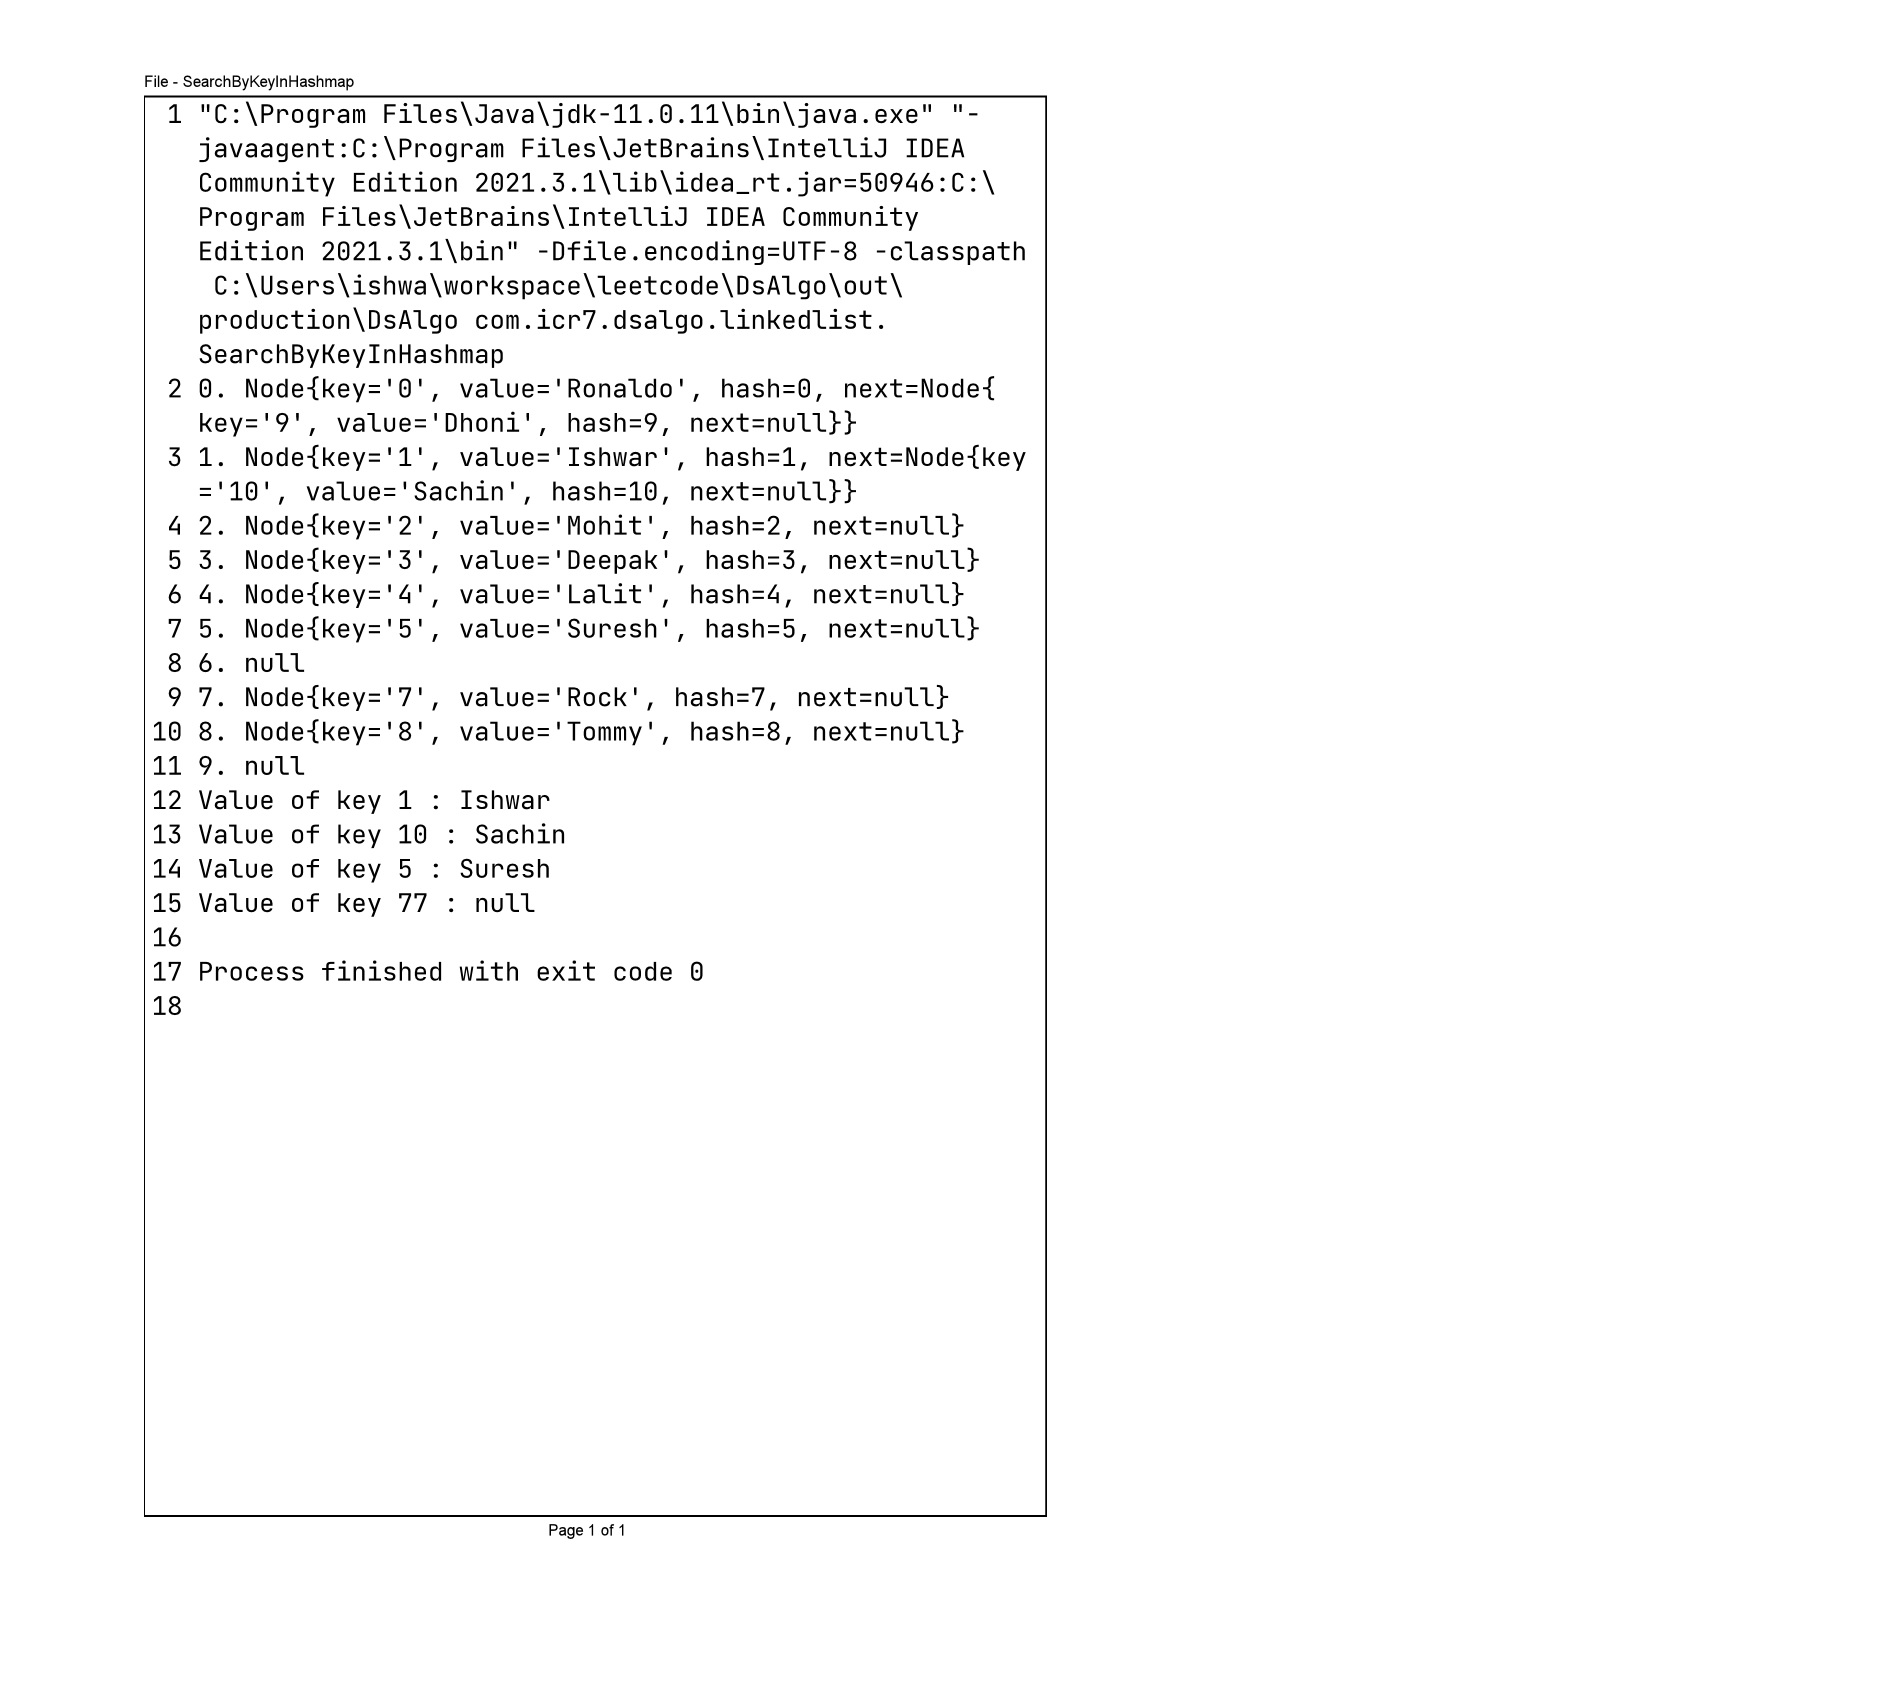 File - SearchByKeyInHashmap
1 "C:\Program Files\Java\jdk-11.0.11\bin\java.exe" "-
javaagent:C:\Program Files\JetBrains\IntelliJ IDEA
Community Edition 2021.3.1\lib\idea_rt.jar=50946:C:\
Program Files\JetBrains\IntelliJ IDEA Community
Edition 2021.3.1\bin" -Dfile.encoding=UTF-8 -classpath
C:\Users\ishwa\workspace\leetcode\DsAlgo\out\
production\DsAlgo com.icr7.dsalgo.linkedlist.
SearchByKeyInHashmap
2 0. Node{key='0', value='Ronaldo', hash=0, next=Node{
key='9', value='Dhoni', hash=9, next=null}}
3 1. Node{key='1', value='Ishwar', hash=1, next=Node{key
='10', value='Sachin', hash=10, next=null}}
4 2. Node{key='2', value='Mohit', hash=2, next=null}
5 3. Node{key='3', value='Deepak', hash=3, next=null}
6 4. Node{key='4', value='Lalit', hash=4, next=null}
7 5. Node{key='5', value='Suresh', hash=5, next=null}
8 6. null
9 7. Node{key='7', value='Rock', hash=7, next=null}
10 8. Node{key='8', value='Tommy', hash=8, next=null}
11 9. null
12 Value of key 1 : Ishwar
13 Value of key 10 : Sachin
14 Value of key 5 : Suresh
15 Value of key 77 : null
16
17 Process finished with exit code 0
18
Page 1 of 1